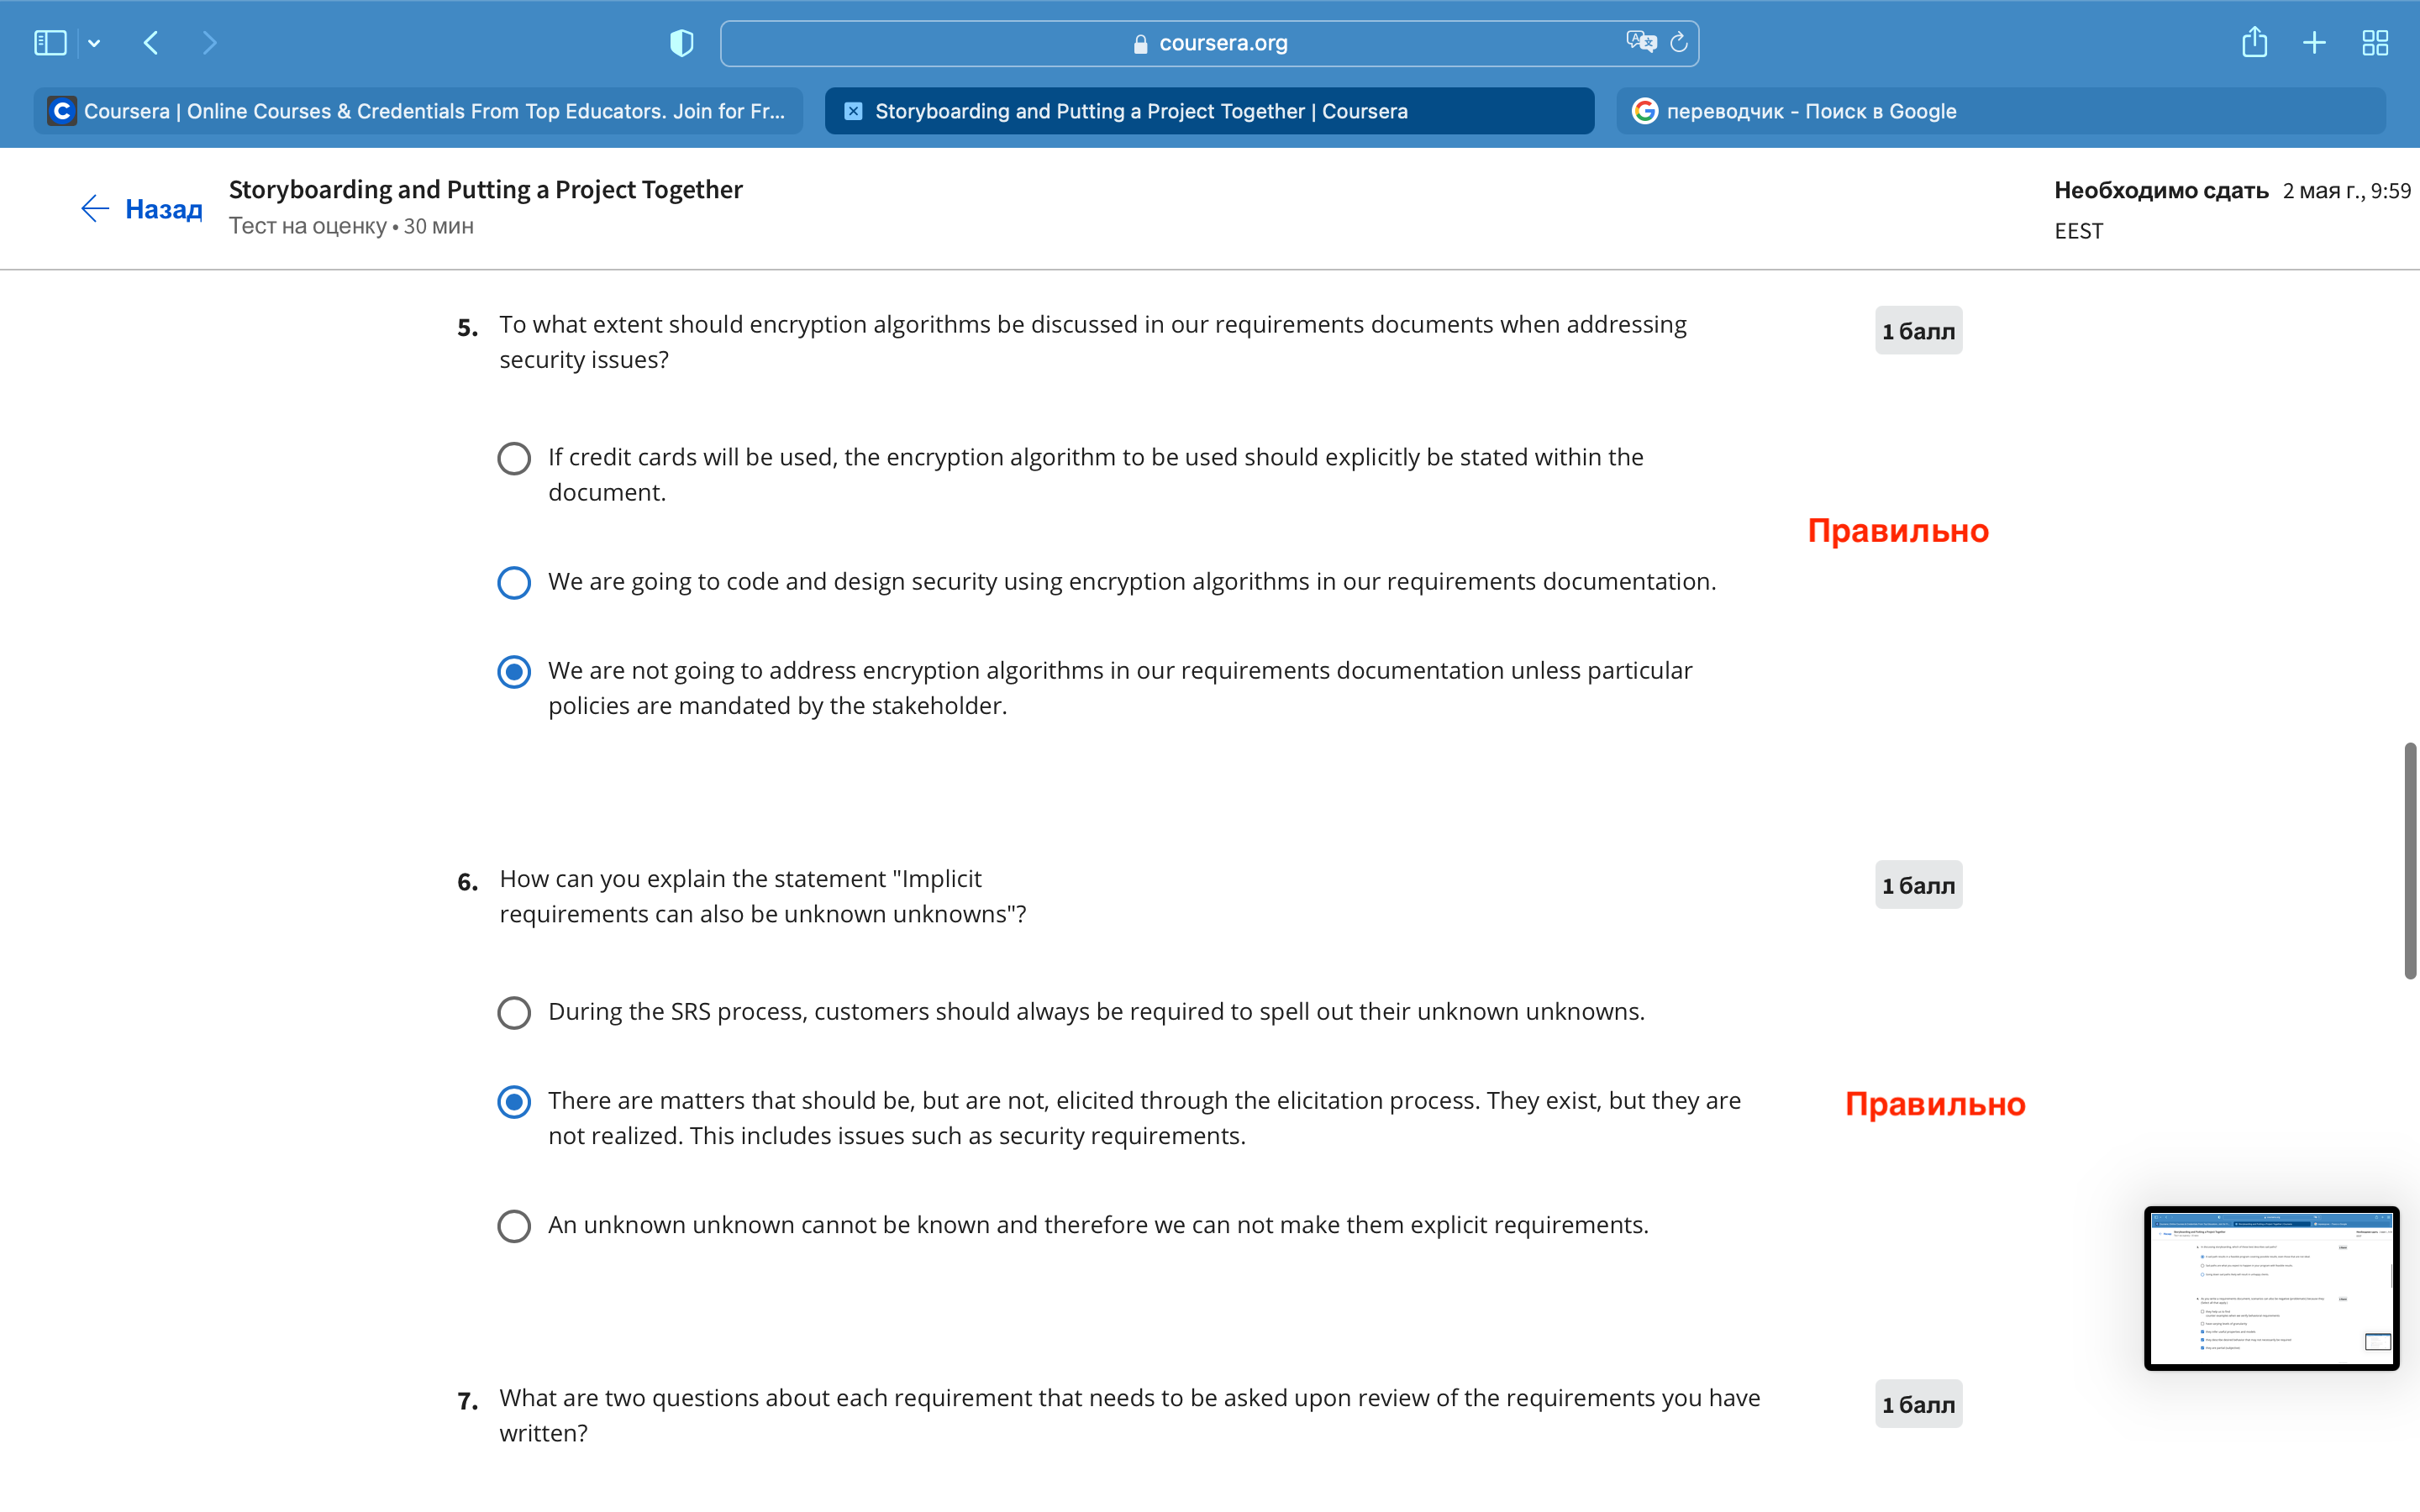 coursera.org
Coursera | Online Courses & Credentials From Top Educators. Join for Fr...
Storyboarding and Putting a Project Together | Coursera
переводчик - Поиск в Google
Назад
Storyboarding and Putting a Project Together
Тест на оценку • 30 мин
Необходимо сдать 2 мая г., 9:59
EEST
5. To what extent should encryption algorithms be discussed in our requirements documents when addressing
security issues?
1 балл
If credit cards will be used, the encryption algorithm to be used should explicitly be stated within the
document.
Правильно
We are going to code and design security using encryption algorithms in our requirements documentation.
We are not going to address encryption algorithms in our requirements documentation unless particular
policies are mandated by the stakeholder.
6. How can you explain the statement "Implicit
requirements can also be unknown unknowns"?
1 балл
During the SRS process, customers should always be required to spell out their unknown unknowns.
There are matters that should be, but are not, elicited through the elicitation process. They exist, but they are
not realized. This includes issues such as security requirements.
Правильно
An unknown unknown cannot be known and therefore we can not make them explicit requirements.
7. What are two questions about each requirement that needs to be asked upon review of the requirements you have
written?
1 балл